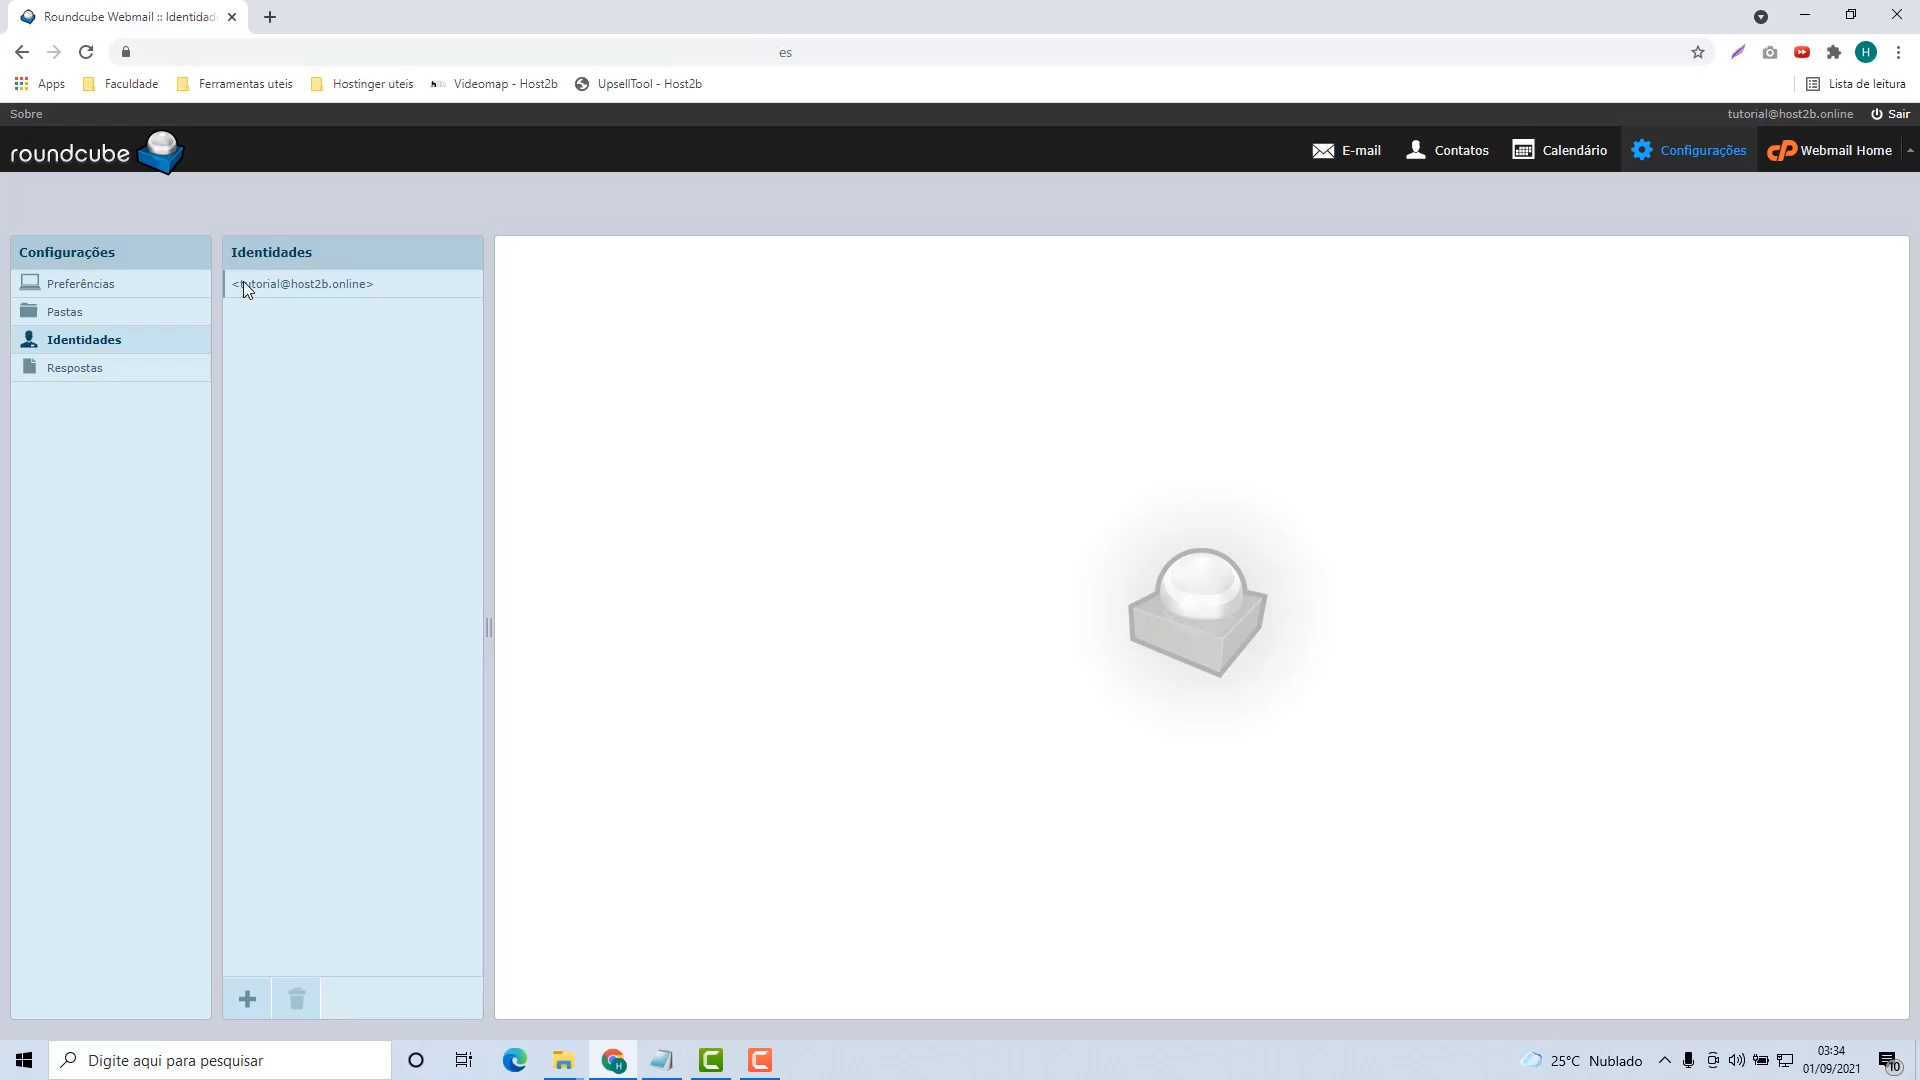 Roundcube Webmail :: Identidad
es
Apps
Faculdade
Ferramentas uteis
Hostinger uteis
Videomap - Host2b
UpsellTool - Host2b
Lista de leitura
Sobre
tutorial@host2b.online
Sair
roundcube
E-mail
Contatos
Calendário
Configurações
cP Webmail Home
Configurações
Preferências
Pastas
Identidades
Respostas
Identidades
<tutorial@host2b.online>
Digite aqui para pesquisar
25°C Nublado
03:34
01/09/2021
10